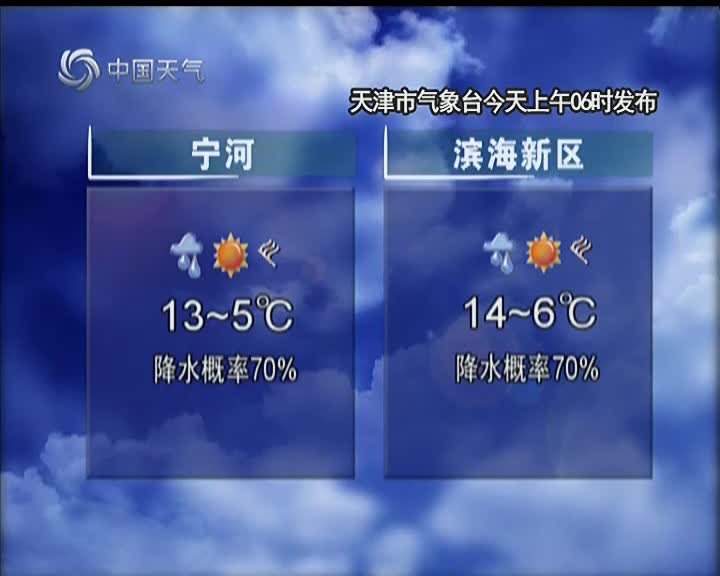 中国天气
天津市气象台今天上午06时发布
宁河
滨海新区
13~5℃
降水概率70%
14~6℃
降水概率70%